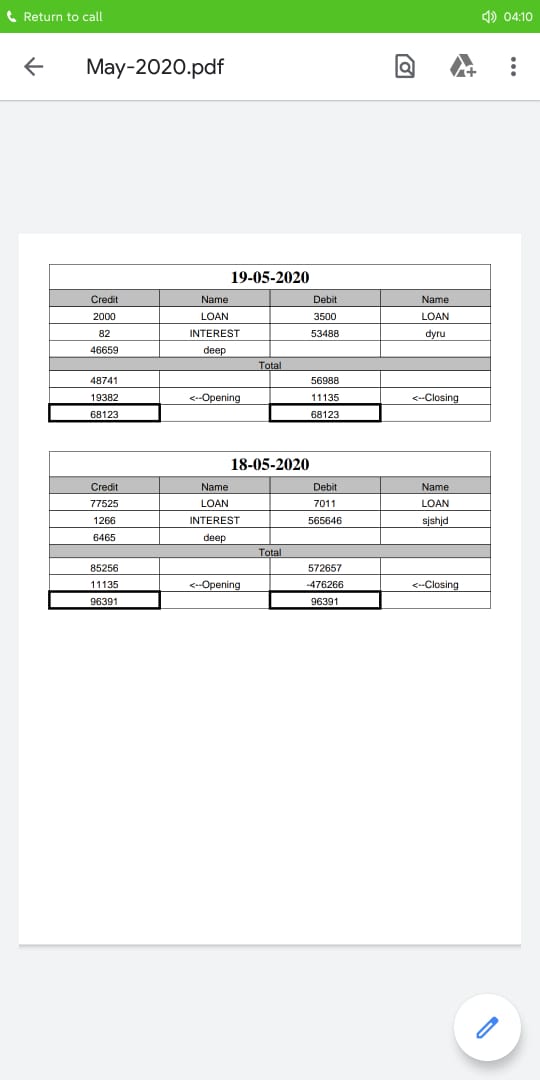 Return to call 04:10
May-2020.pdf
19-05-2020
Credit Name Debit Name
2000 LOAN 3500 LOAN
82 INTEREST 53488 dyru
46659 deep
Total
48741 56988
19382 <--Opening 11135 <--Closing
68123 68123
18-05-2020
Credit Name Debit Name
77525 LOAN 7011 LOAN
1266 INTEREST 565646 sjshjd
6465 deep
Total
85256 572657
11135 <--Opening -476266 <--Closing
96391 96391